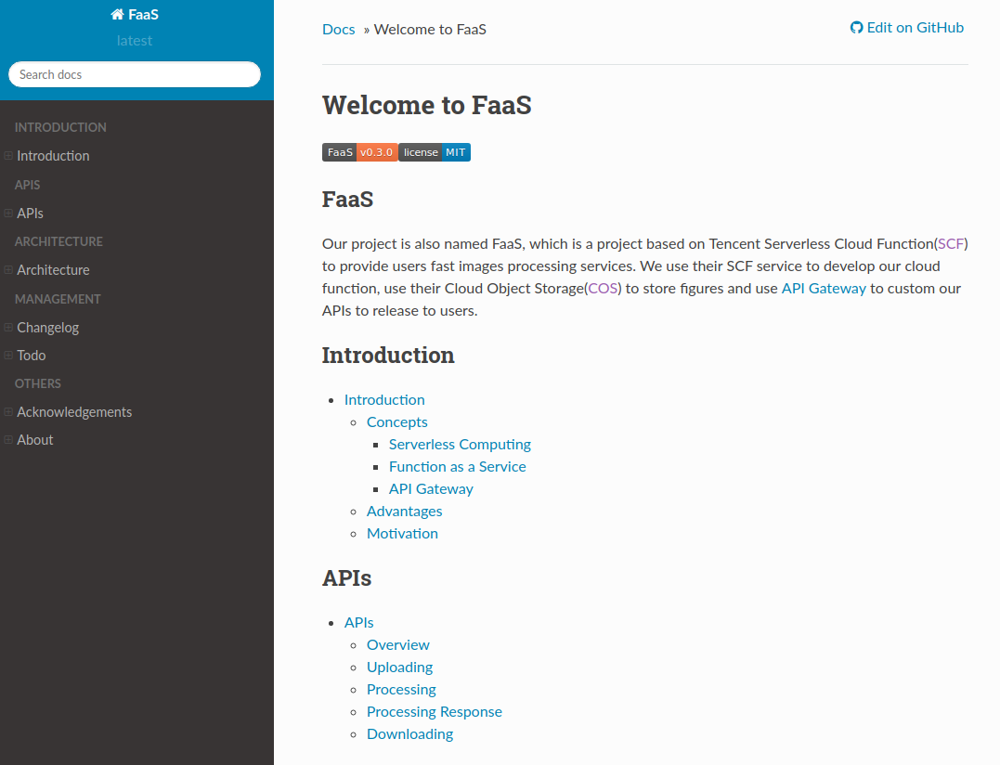 FaaS
latest
Search docs
INTRODUCTION
Introduction
APIS
APIs
ARCHITECTURE
Architecture
MANAGEMENT
Changelog
Todo
OTHERS
Acknowledgements
About
Docs » Welcome to FaaS
Edit on GitHub
Welcome to FaaS
FaaS v0.3.0 license MIT
FaaS
Our project is also named FaaS, which is a project based on Tencent Serverless Cloud Function(SCF)
to provide users fast images processing services. We use their SCF service to develop our cloud
function, use their Cloud Object Storage(COS) to store figures and use API Gateway to custom our
APIs to release to users.
Introduction
• Introduction
◦ Concepts
▪ Serverless Computing
▪ Function as a Service
▪ API Gateway
◦ Advantages
◦ Motivation
APIs
• APIs
◦ Overview
◦ Uploading
◦ Processing
◦ Processing Response
◦ Downloading